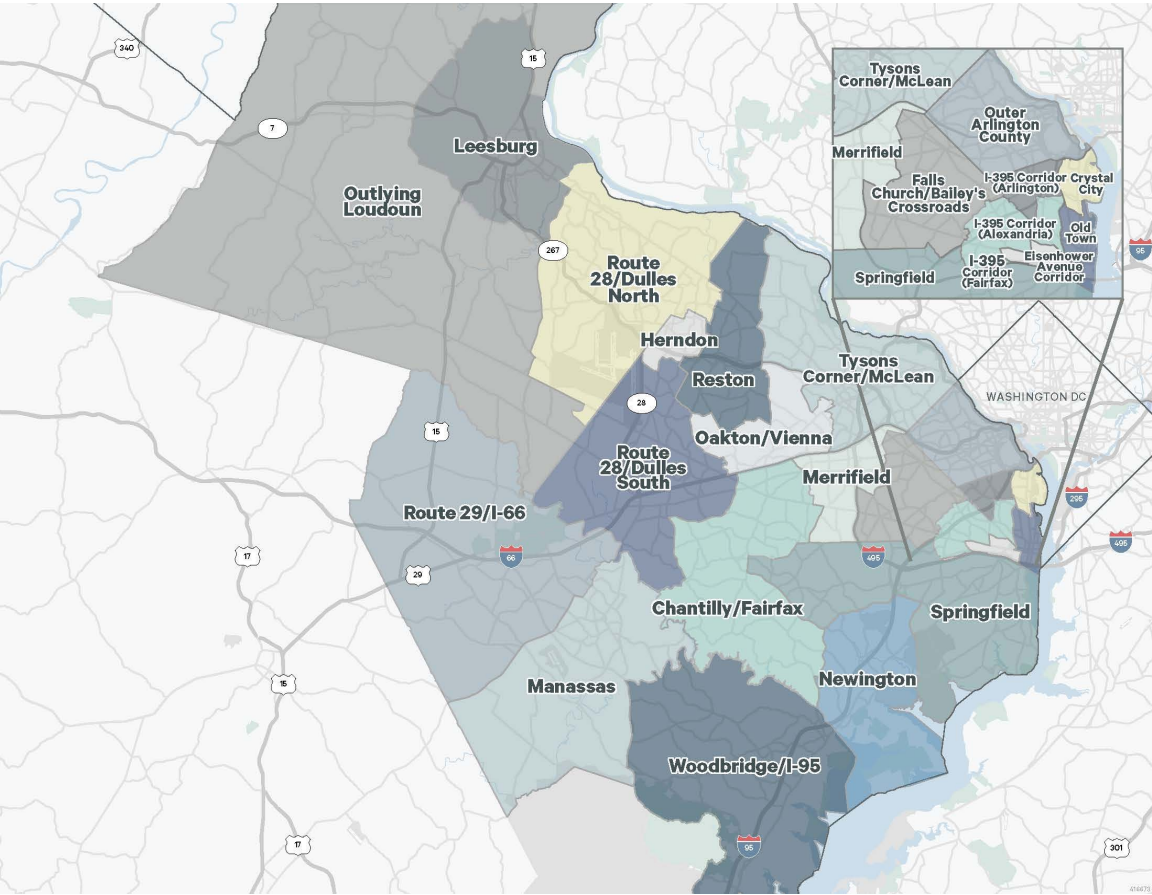 340
15
7
Leesburg
Outlying
Loudoun
267
Route
28/Dulles
North
Herndon
Reston
28
Tysons
Corner/McLean
Oakton/Vienna
15
Route
28/Dulles
South
Merrifield
Route 29/I-66
66
29
17
495
Chantilly/Fairfax
Springfield
Newington
Manassas
15
Woodbridge/I-95
95
17
301
WASHINGTON DC
295
495
95
Tysons
Corner/McLean
Outer
Arlington
County
Merrifield
Falls
Church/Bailey's
Crossroads
I-395 Corridor
(Arlington)
Crystal
City
I-395 Corridor
(Alexandria)
Old
Town
Springfield
I-395
Corridor
(Fairfax)
Eisenhower
Avenue
Corridor
416673